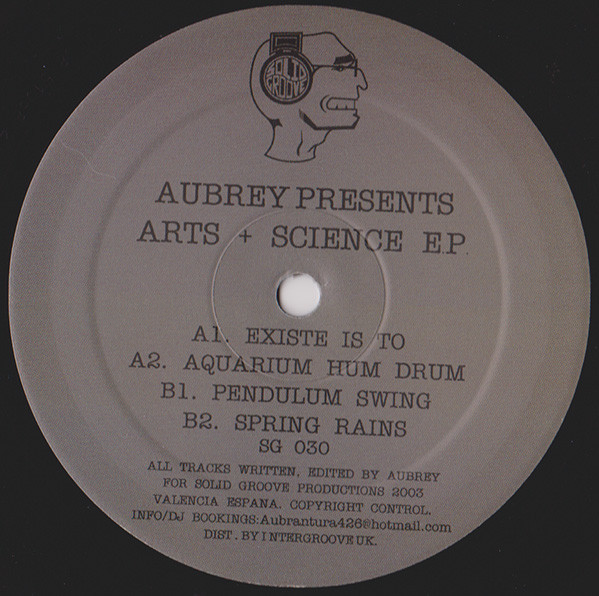 SOLID
GROOVE
AUBREY PRESENTS
ARTS + SCIENCE E.P.
A1. EXISTE IS TO
A2. AQUARIUM HUM DRUM
B1. PENDULUM SWING
B2. SPRING RAINS
SG 030
ALL TRACKS WRITTEN, EDITED BY AUBREY
FOR SOLID GROOVE PRODUCTIONS 2003
VALENCIA ESPANA. COPYRIGHT CONTROL.
INFO/DJ BOOKINGS:Aubrantura426@hotmail.com
DIST. BY INTERGROOVE UK.